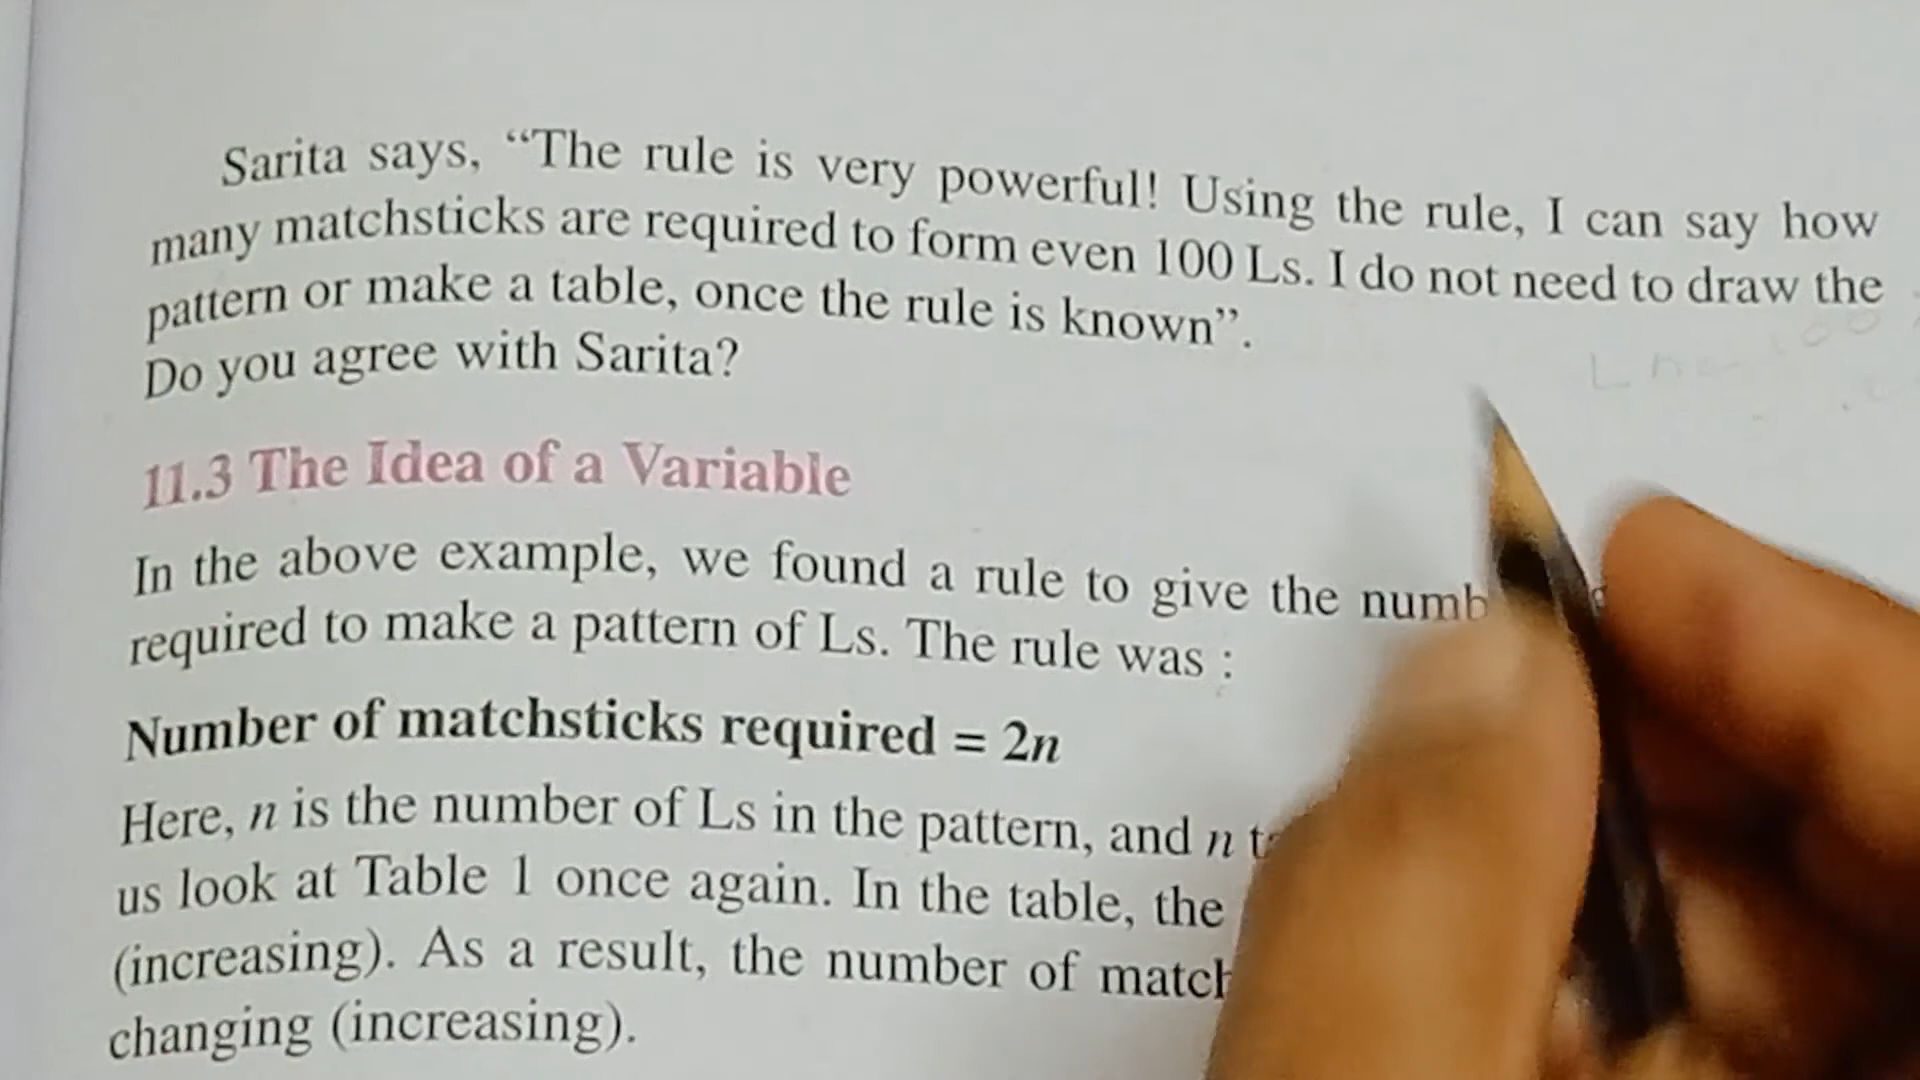 Sarita says, “The rule is very powerful! Using the rule, I can say how
many matchsticks are required to form even 100 Ls. I do not need to draw the
pattern or make a table, once the rule is known”.
Do you agree with Sarita?
11.3 The Idea of a Variable
In the above example, we found a rule to give the
required to make a pattern of Ls. The rule was :
Number of matchsticks required = 2n
Here, n is the number of Ls in the pattern, and n
us look at Table 1 once again. In the table, the
(increasing). As a result, the number of
changing (increasing).